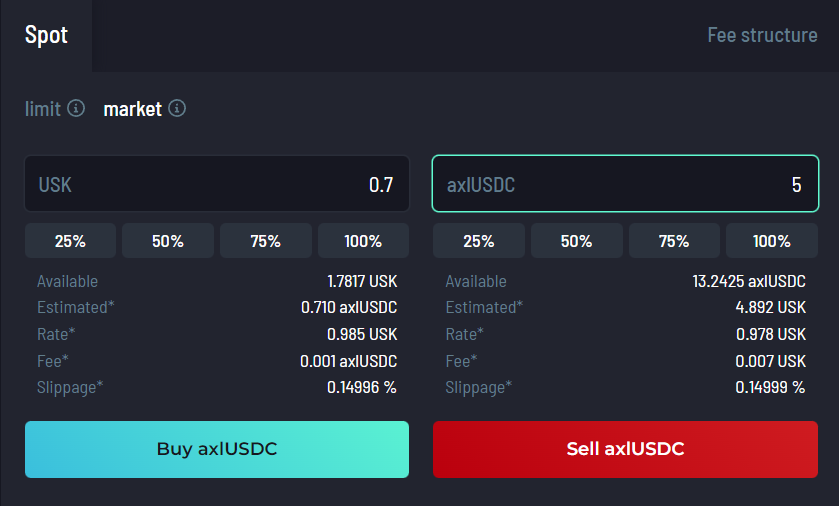 Spot
Fee structure
limit market
USK 0.7
axlUSDC 5
25% 50% 75% 100%
25% 50% 75% 100%
Available 1.7817 USK
Estimated* 0.710 axlUSDC
Rate* 0.985 USK
Fee* 0.001 axlUSDC
Slippage* 0.14996 %
Available 13.2425 axlUSDC
Estimated* 4.892 USK
Rate* 0.978 USK
Fee* 0.007 USK
Slippage* 0.14999 %
Buy axlUSDC
Sell axlUSDC